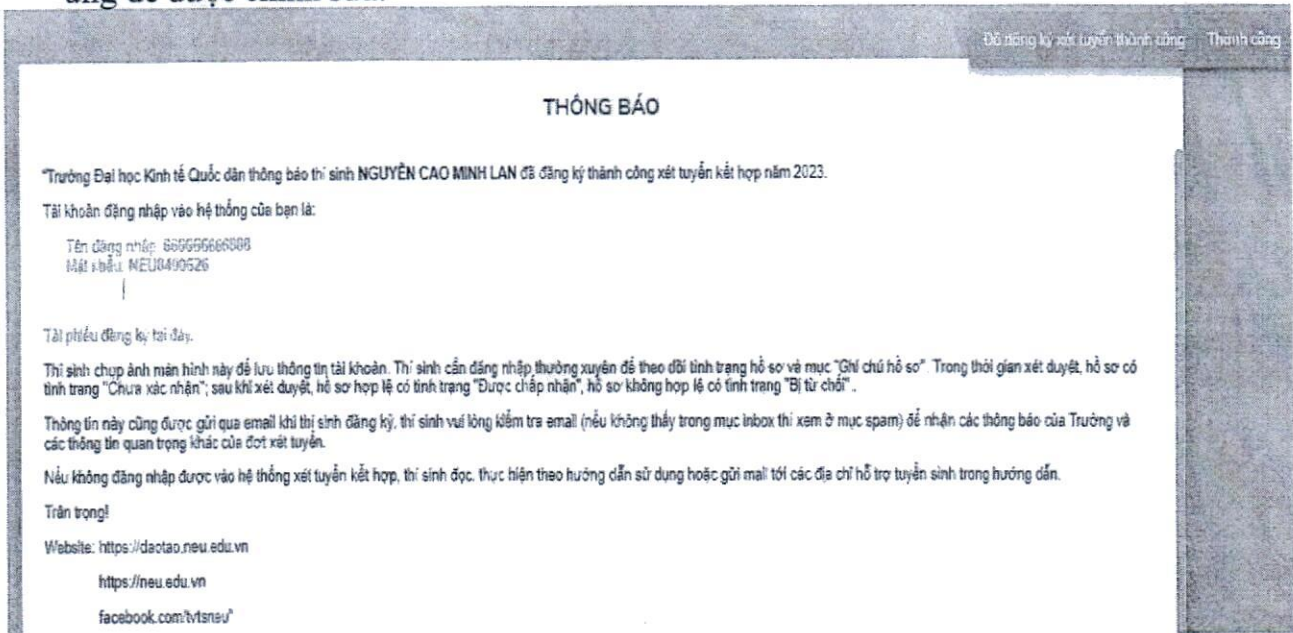 Đã đăng ký xét tuyển thành công Thành công
THÔNG BÁO
"Trường Đại học Kinh tế Quốc dân thông báo thí sinh NGUYỄN CAO MINH LAN đã đăng ký thành công xét tuyển kết hợp năm 2023.
Tài khoản đặng nhập vào hệ thống của bạn là:
Tên đăng nhập
Mật khẩu: NEU8490526
Tải phiếu đăng ký tại đây.
Thí sinh chụp ảnh màn hình này để lưu thông tin tài khoản. Thí sinh cần đăng nhập thường xuyên để theo dõi tình trạng hồ sơ và mục "Ghi chú hồ sơ". Trong thời gian xét duyệt, hồ sơ có
tình trạng "Chưa xác nhận"; sau khi xét duyệt, hồ sơ hợp lệ có tình trạng "Được chấp nhận", hồ sơ không hợp lệ có tình trạng "Bị từ chối"..
Thông tin này cũng được gửi qua email khi thí sinh đăng ký, thí sinh vui lòng kiểm tra email (nếu không thấy trong mục inbox thì xem ở mục spam) để nhận các thông báo của Trường và
các thông tin quan trọng khác của đợt xét tuyển.
Nếu không đăng nhập được vào hệ thống xét tuyển kết hợp, thí sinh đọc, thực hiện theo hướng dẫn sử dụng hoặc gửi mail tới các địa chỉ hỗ trợ tuyển sinh trong hướng dẫn.
Trân trọng!
Website: https://daotao.neu.edu.vn
https://neu.edu.vn
facebook.com/tvtsneu"